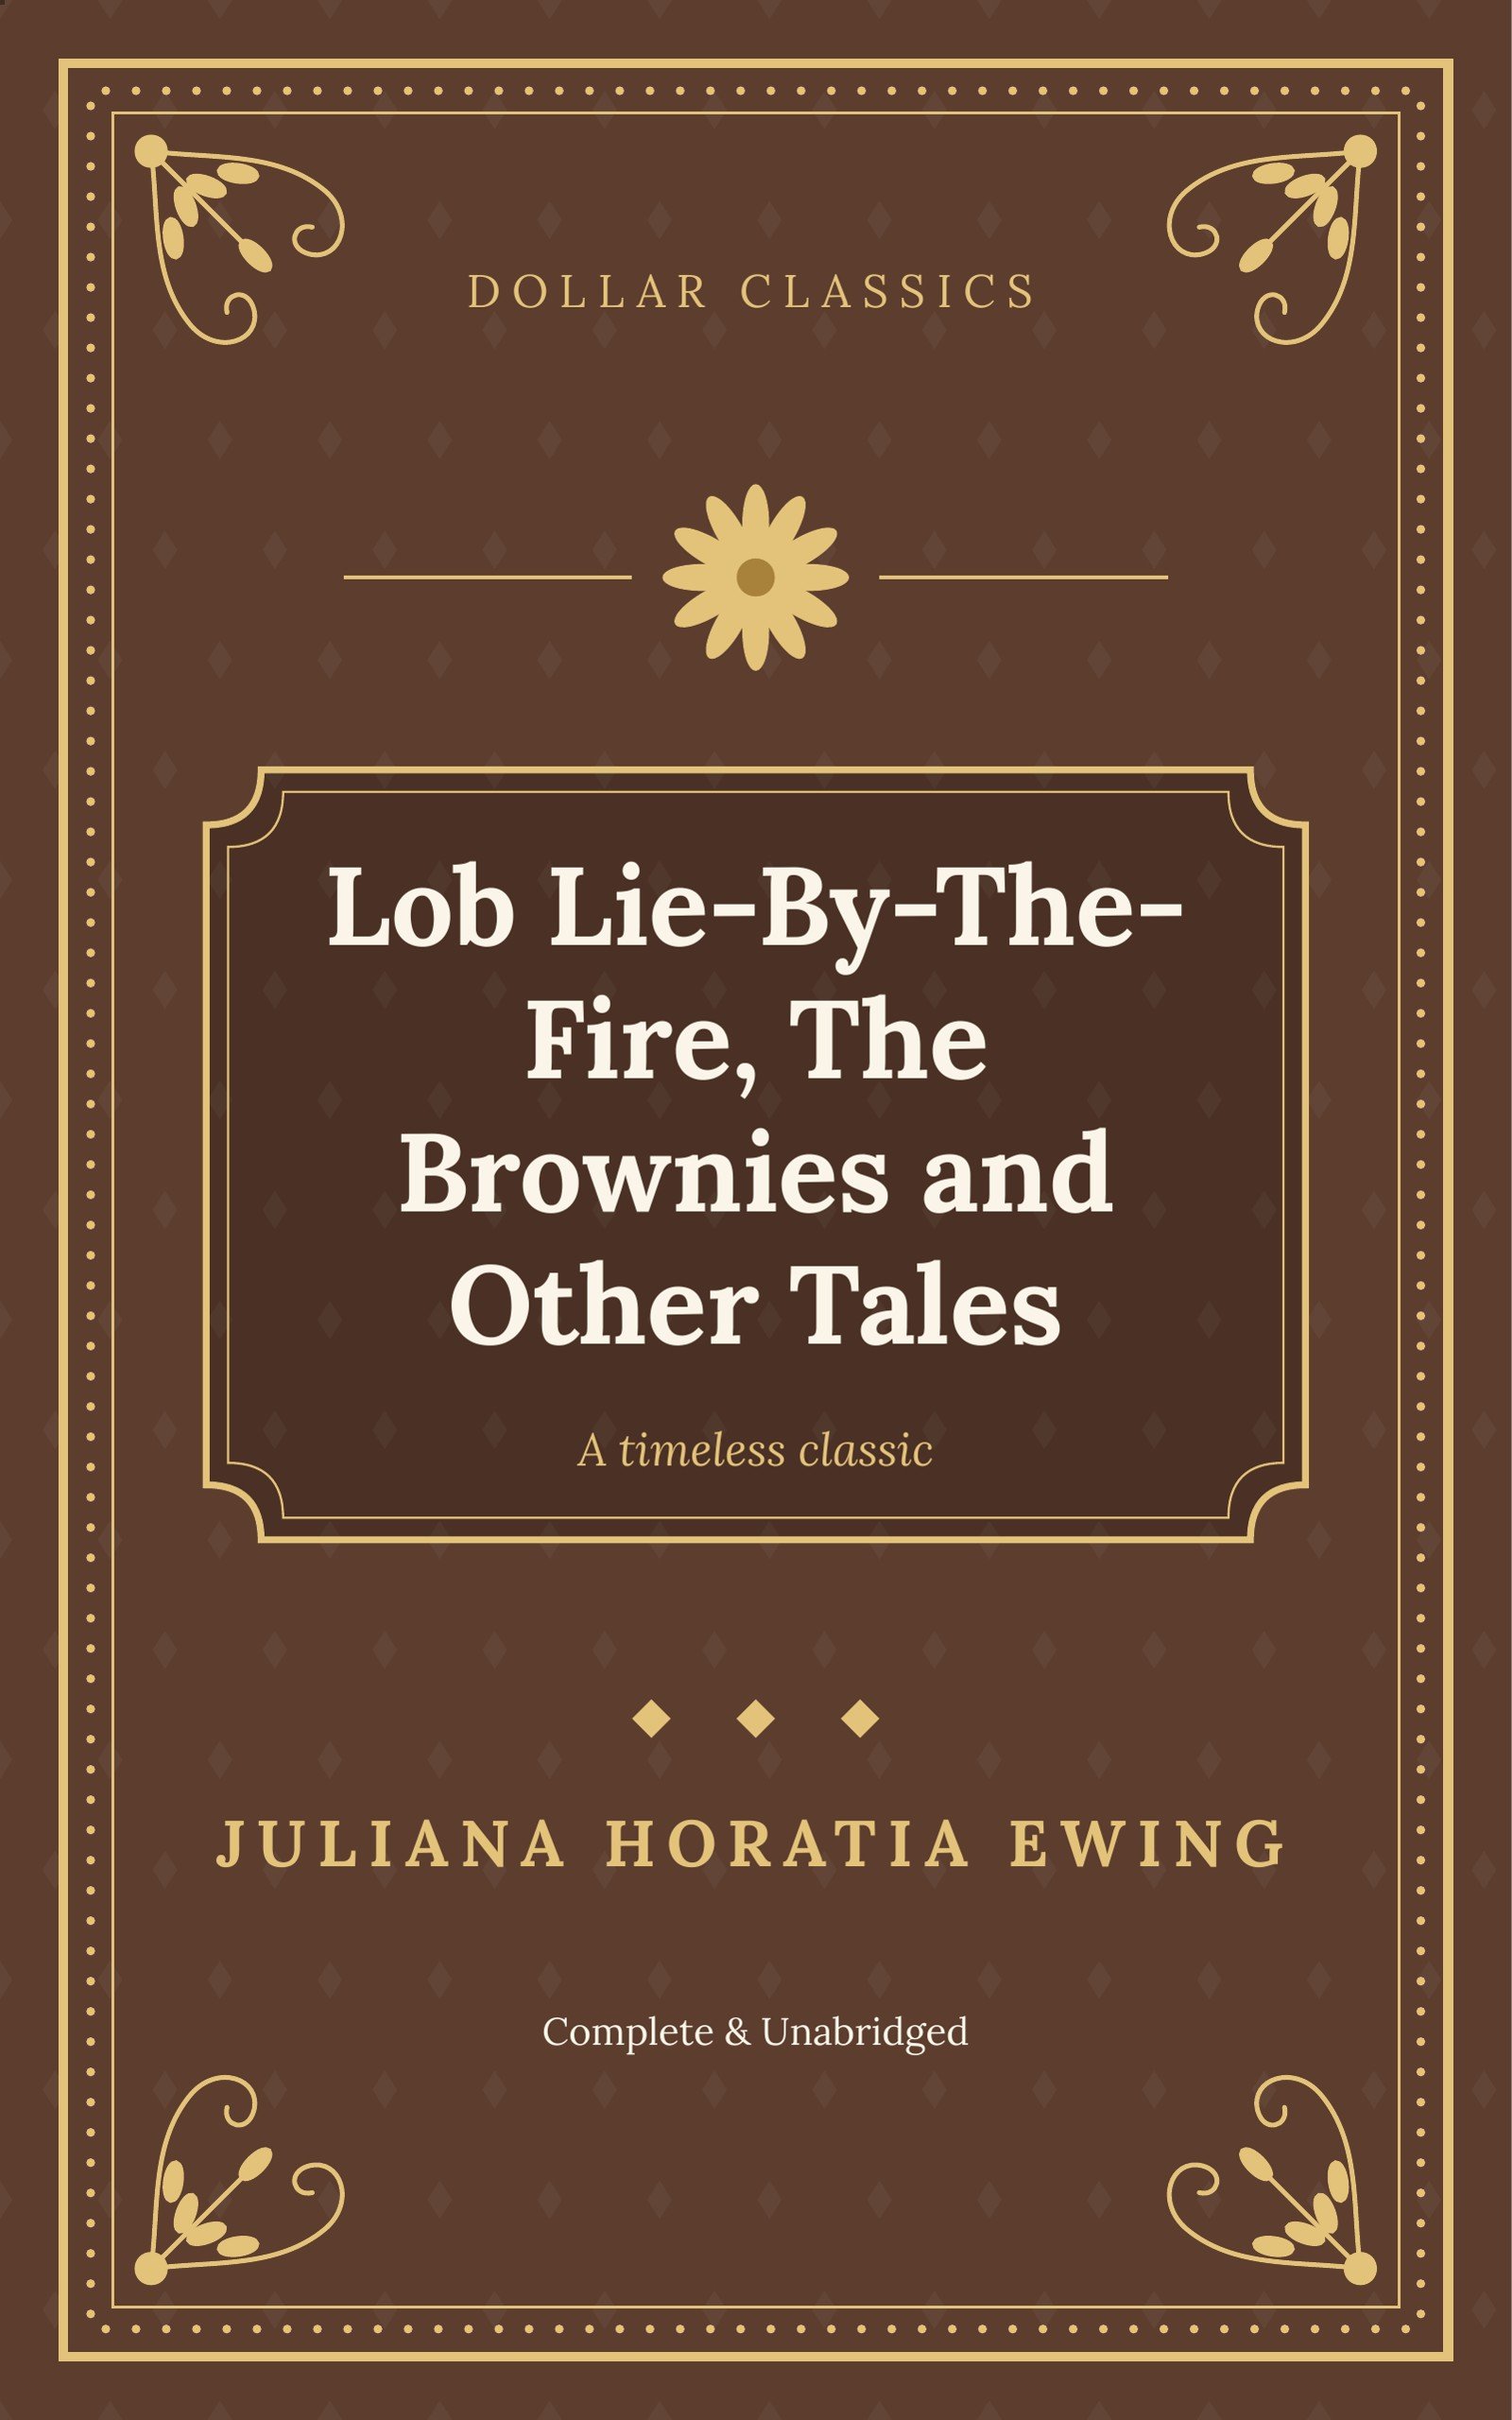 DOLLAR CLASSICS
Lob Lie-By-The-
Fire, The
Brownies and
Other Tales
A timeless classic
JULIANA HORATIA EWING
Complete & Unabridged